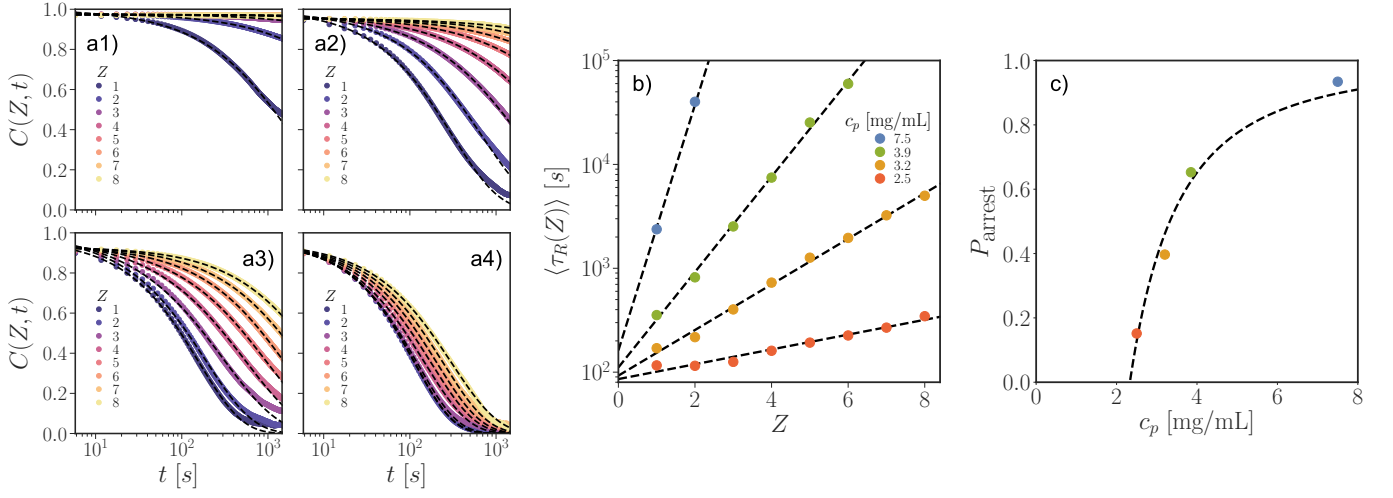 C(Z, t)
1.0
0.8
0.6
0.4
0.2
0.0
a1)
Z
1
2
3
4
5
6
7
8
a2)
Z
1
2
3
4
5
6
7
8
C(Z, t)
1.0
0.8
0.6
0.4
0.2
0.0
a3)
Z
1
2
3
4
5
6
7
8
10¹ 10² 10³
t [s]
a4)
Z
1
2
3
4
5
6
7
8
10¹ 10² 10³
t [s]
b)
⟨τ_R(Z)⟩ [s]
10⁵
10⁴
10³
10²
c_p [mg/mL]
7.5
3.9
3.2
2.5
0 2 4 6 8
Z
c)
P_arrest
1.0
0.8
0.6
0.4
0.2
0.0
0 2 4 6 8
c_p [mg/mL]